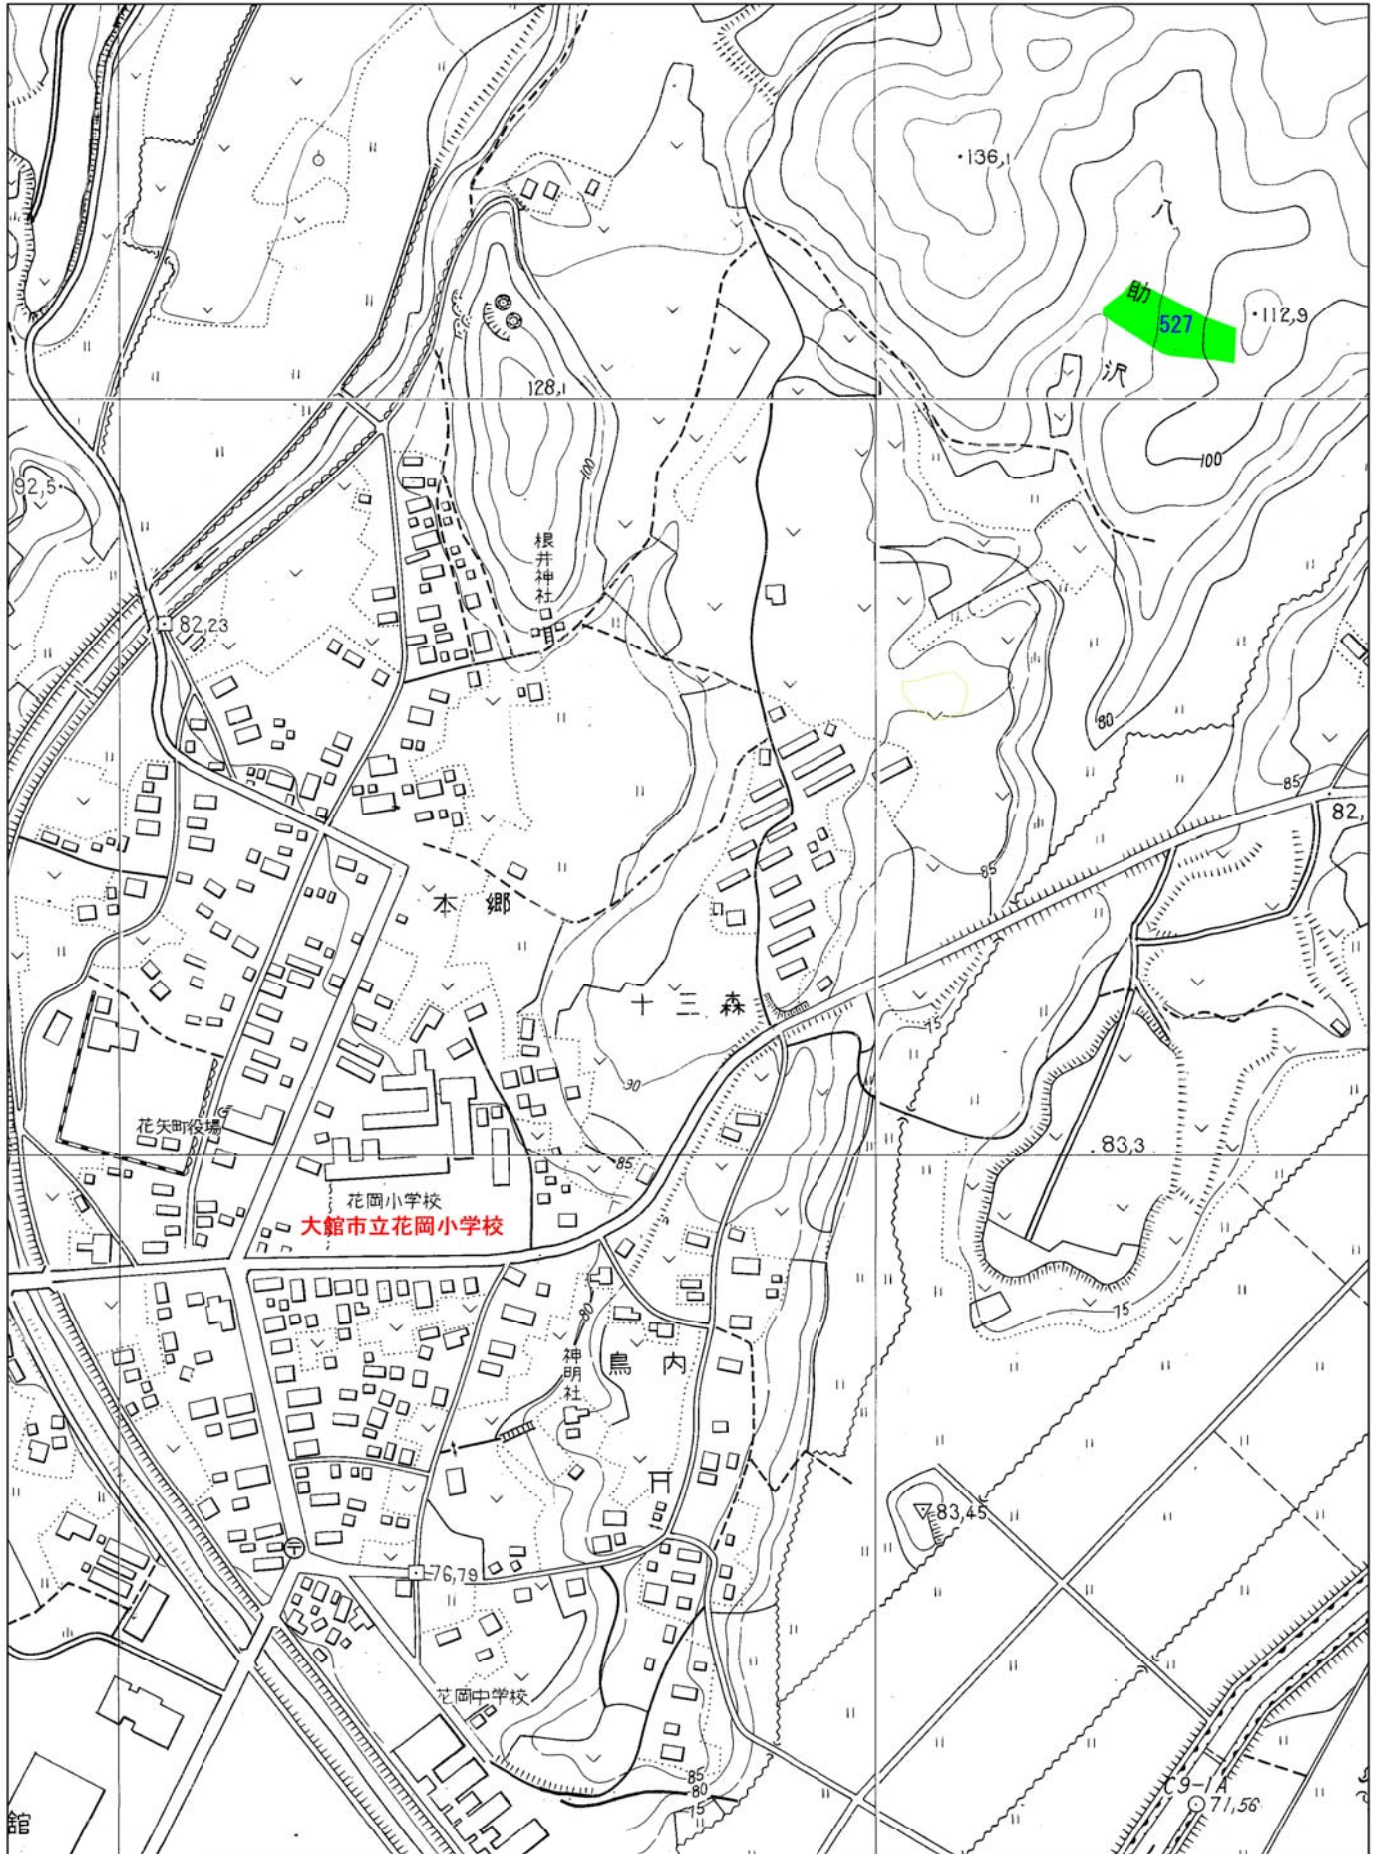 136,1
八
助
527
112,9
沢
128,1
100
100
92,5
根井神社
82,23
80
85
82,
85
本郷
十三森
75
90
花矢町役場
83,3
85
花岡小学校
大館市立花岡小学校
75
80
神明社
鳥内
83,45
76,79
花岡中学校
85
80
75
C9-1A
71,56
館